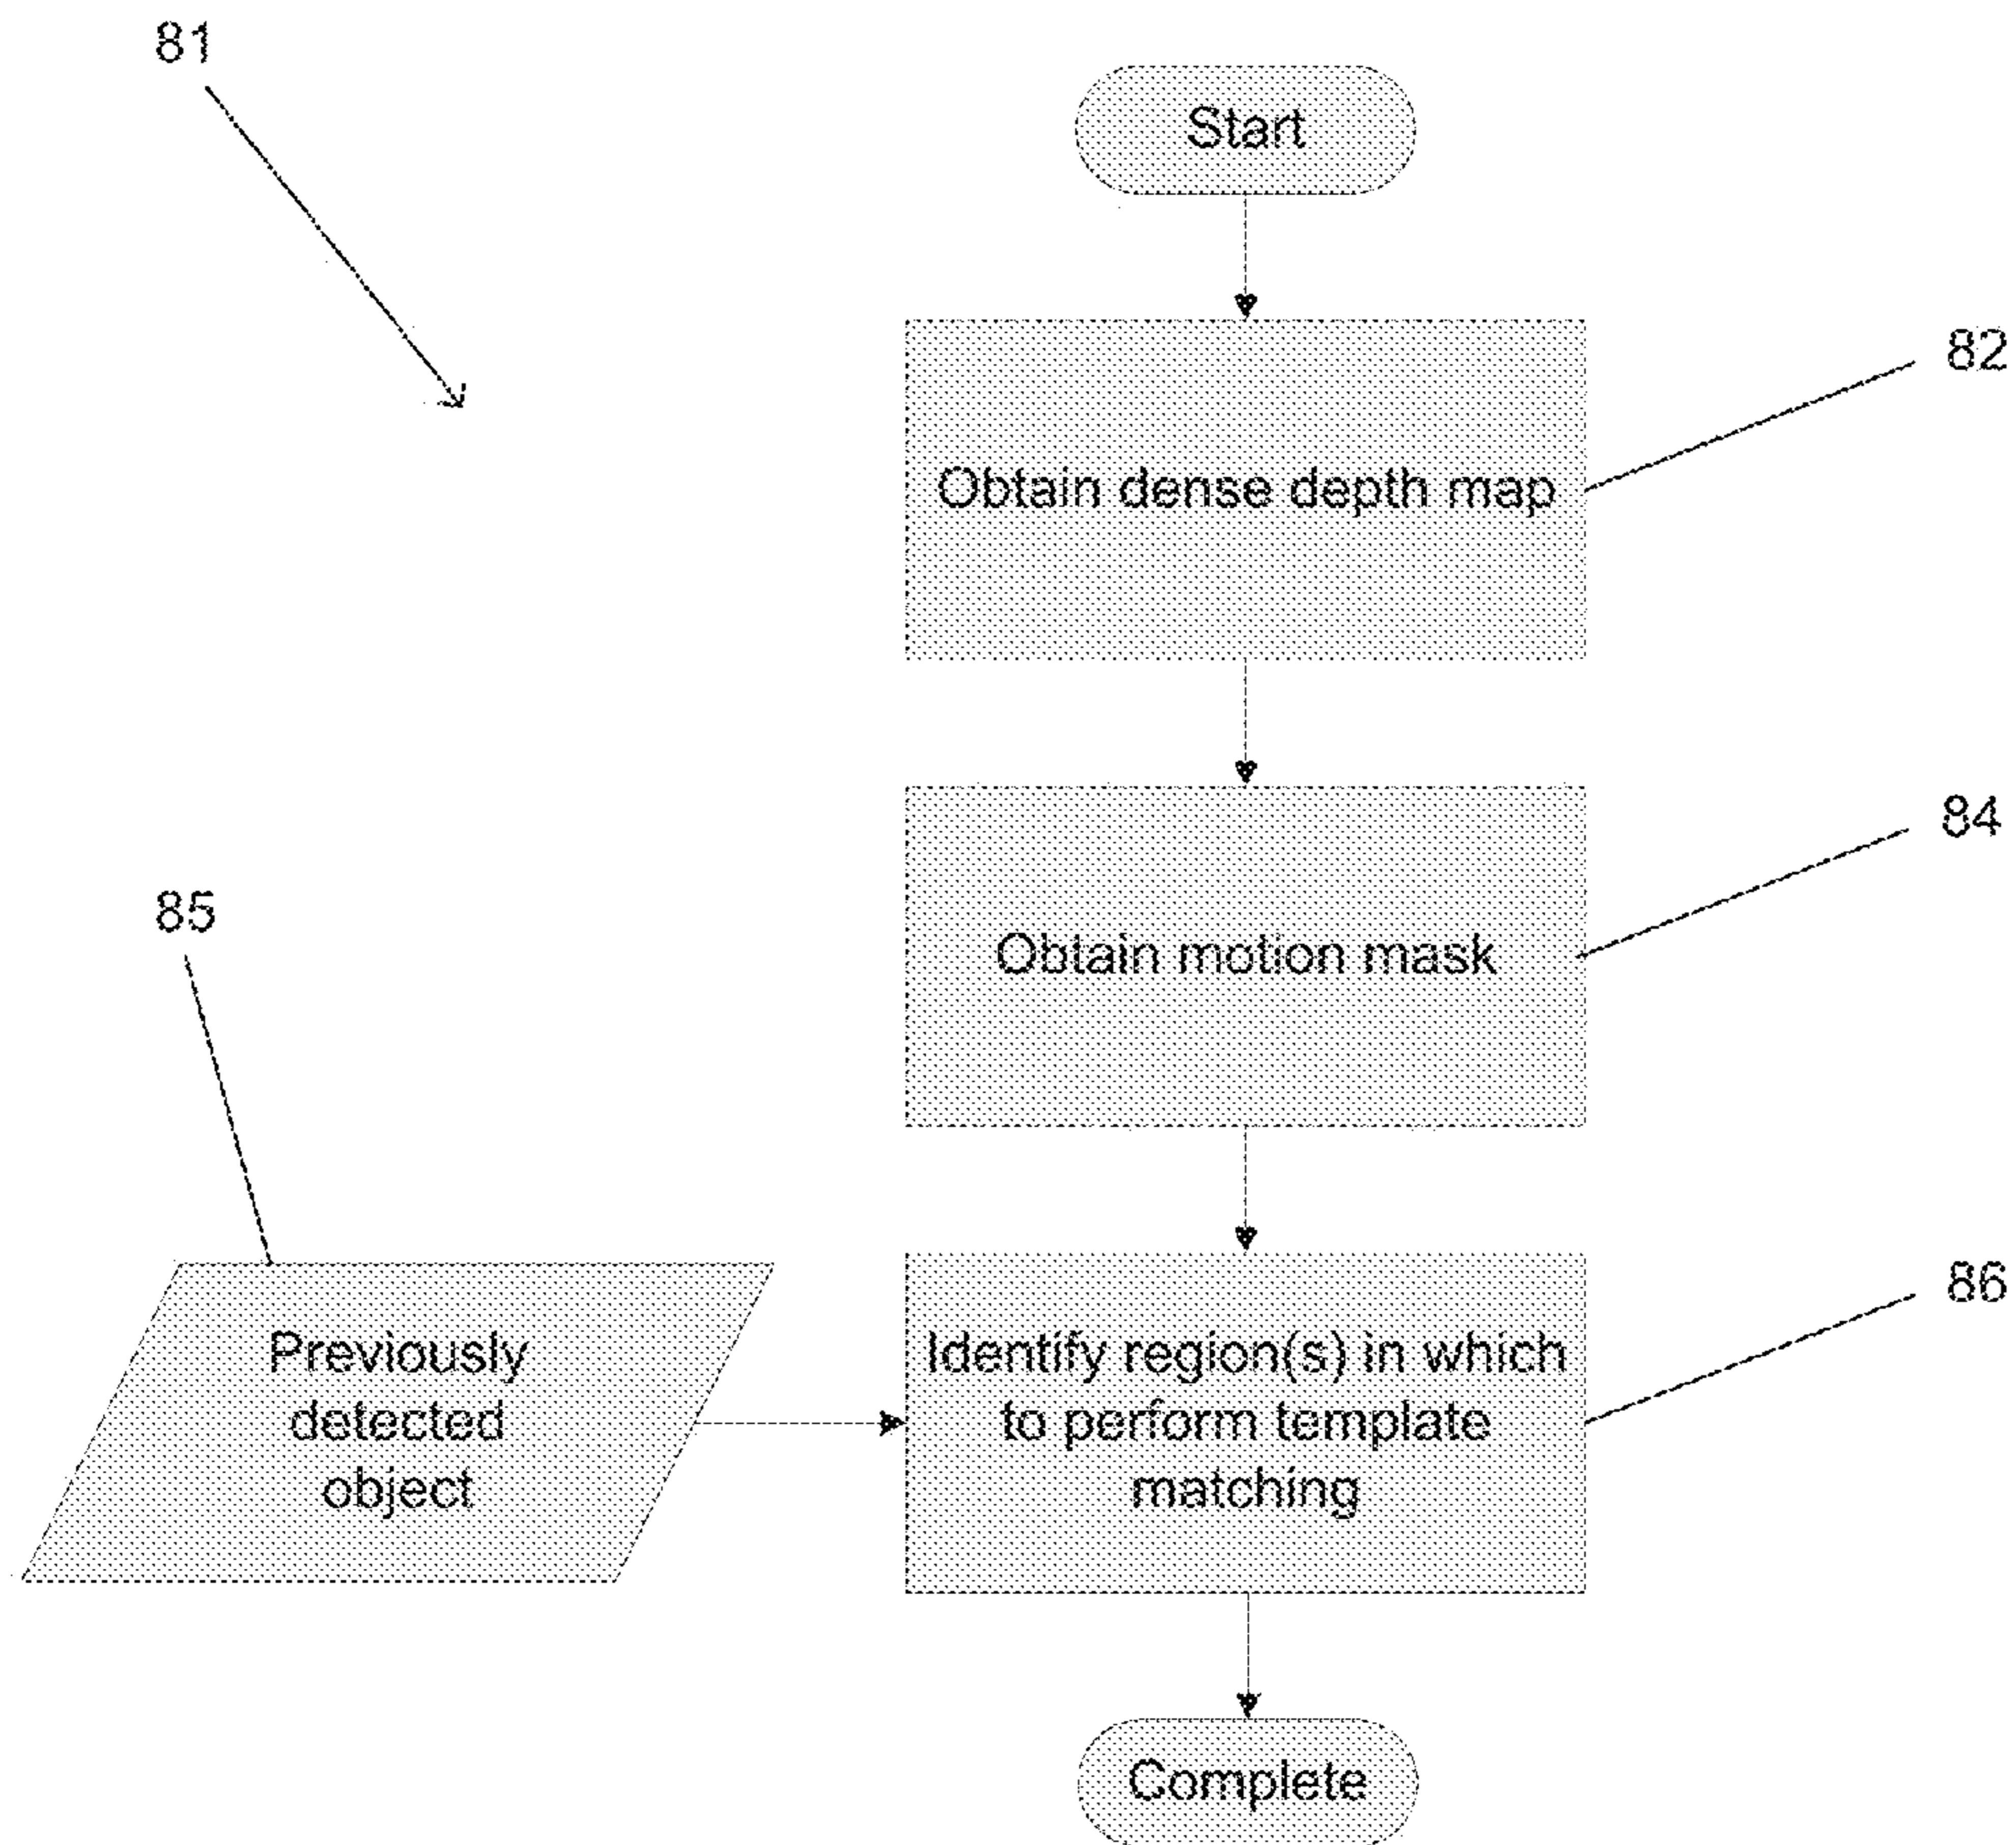 81
Start
82
Obtain dense depth map
84
Obtain motion mask
85
86
Previously
detected
object
Identify region(s) in which
to perform template
matching
Complete